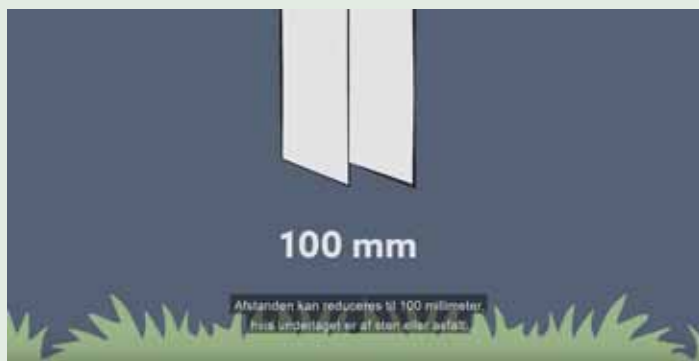 100 mm
Afstanden kan reduceres til 100 millimeter,
hvis underlaget er af sten eller asfalt.